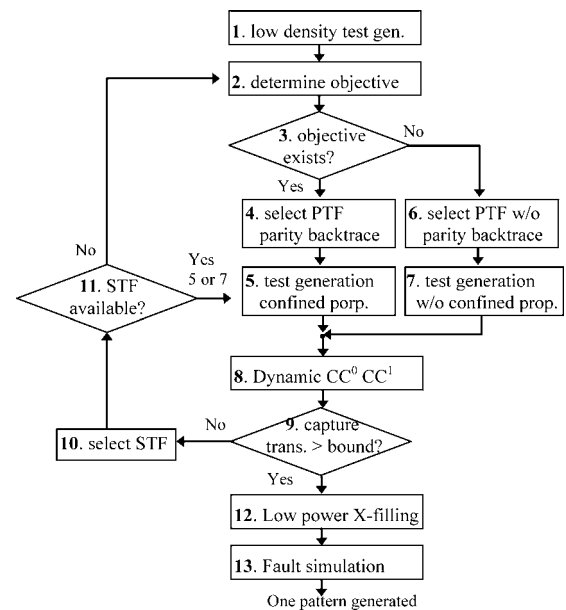 1. low density test gen.
2. determine objective
3. objective
exists?
No
Yes
4. select PTF
parity backtrace
6. select PTF w/o
parity backtrace
No
Yes
5 or 7
11. STF
available?
5. test generation
confined porp.
7. test generation
w/o confined prop.
8. Dynamic CC⁰ CC¹
9. capture
trans. > bound?
No
10. select STF
Yes
12. Low power X-filling
13. Fault simulation
One pattern generated